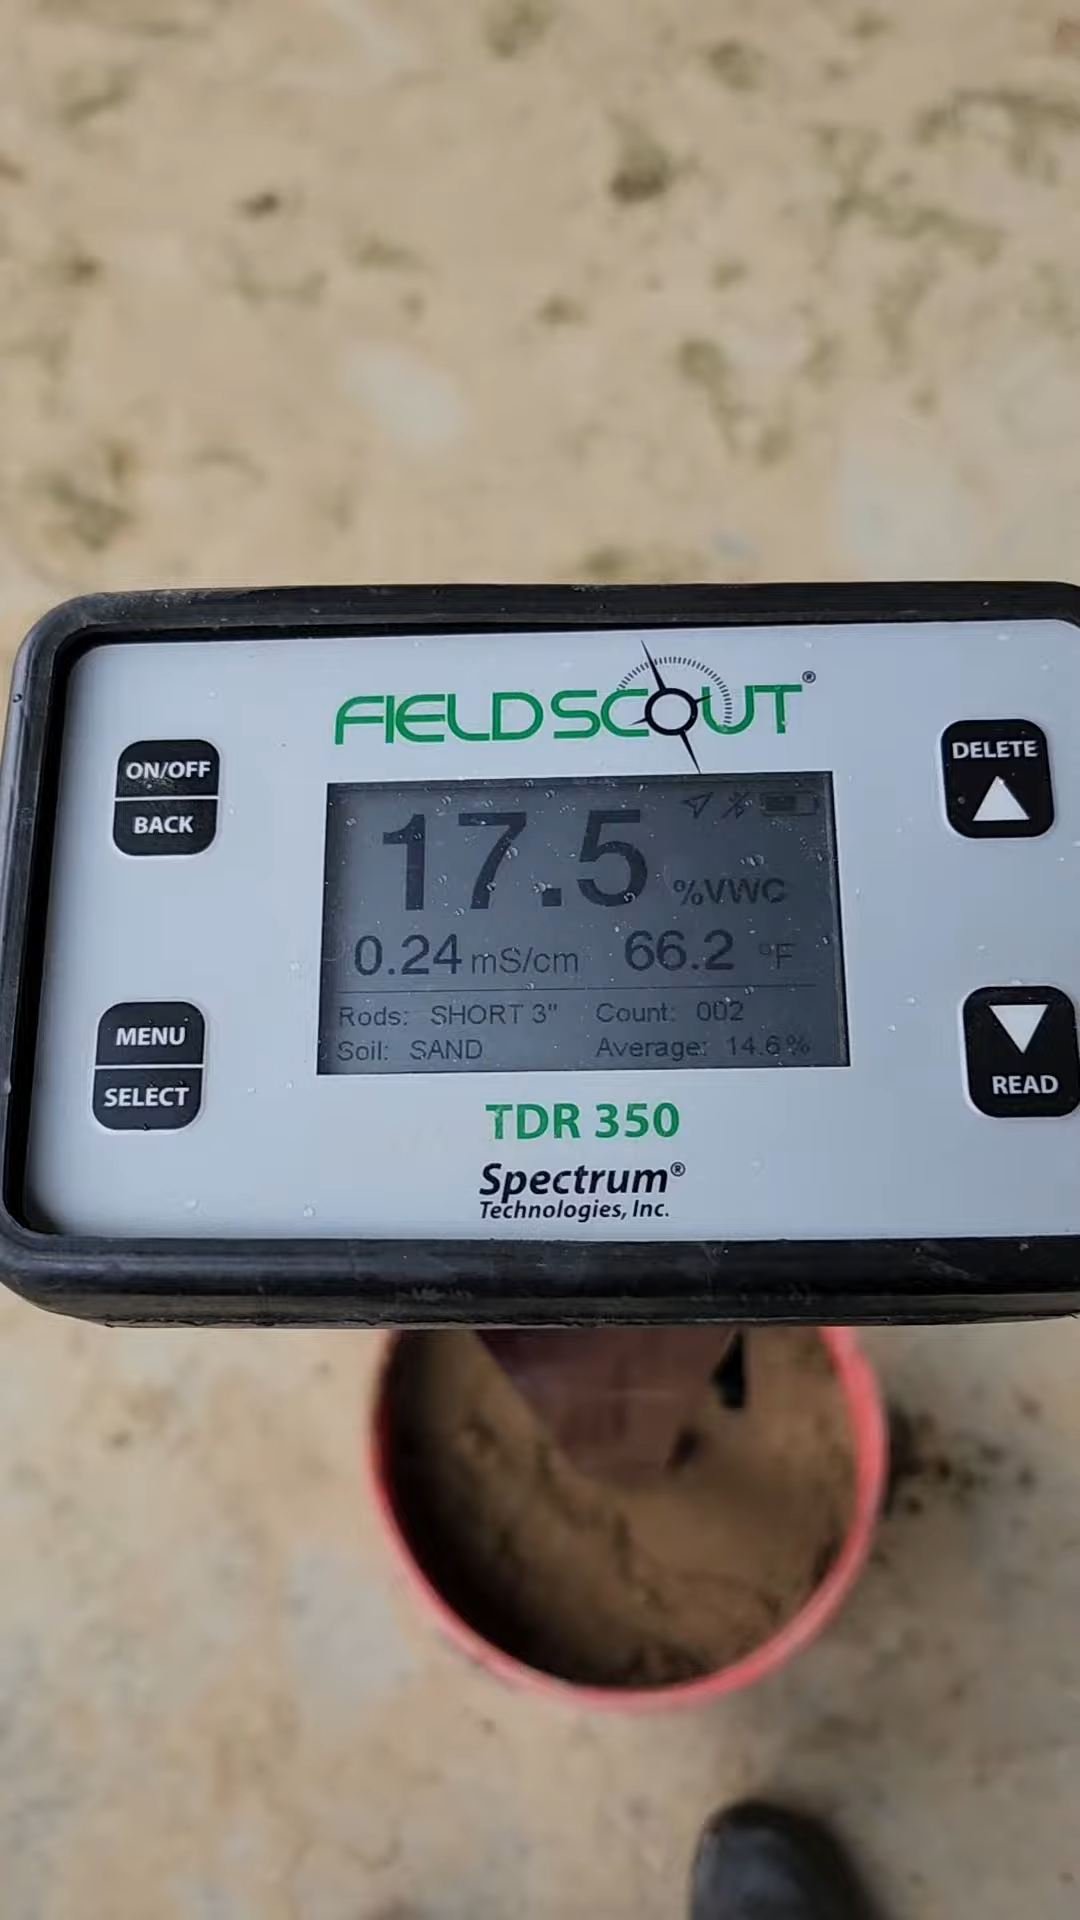 FIELDSCOUT®
ON/OFF
BACK
DELETE
17.5 %VWC
0.24 mS/cm 66.2 °F
Rods: SHORT 3" Count: 002
Soil: SAND Average: 14.6%
MENU
SELECT
READ
TDR 350
Spectrum®
Technologies, Inc.